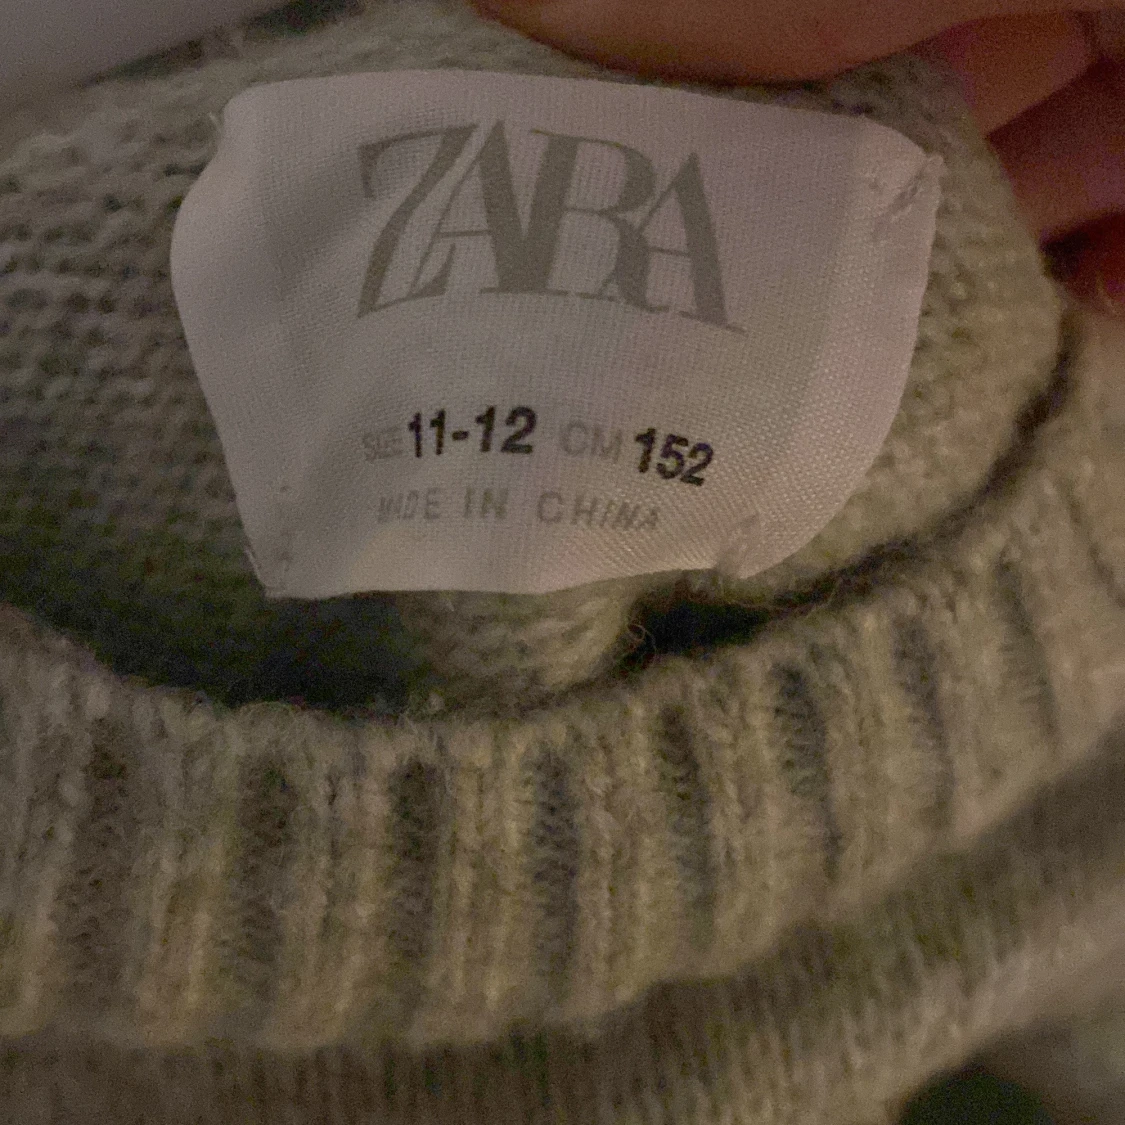 ZARA
SIZE 11-12 CM 152
MADE IN CHINA